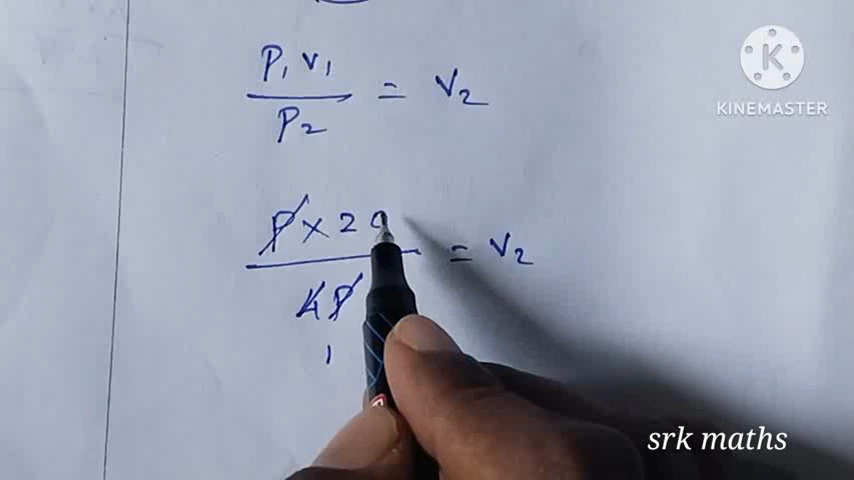 P₁ V₁
――― = V₂
P₂
P × 20
――― = V₂
4P
1
K
KINEMASTER
srk maths